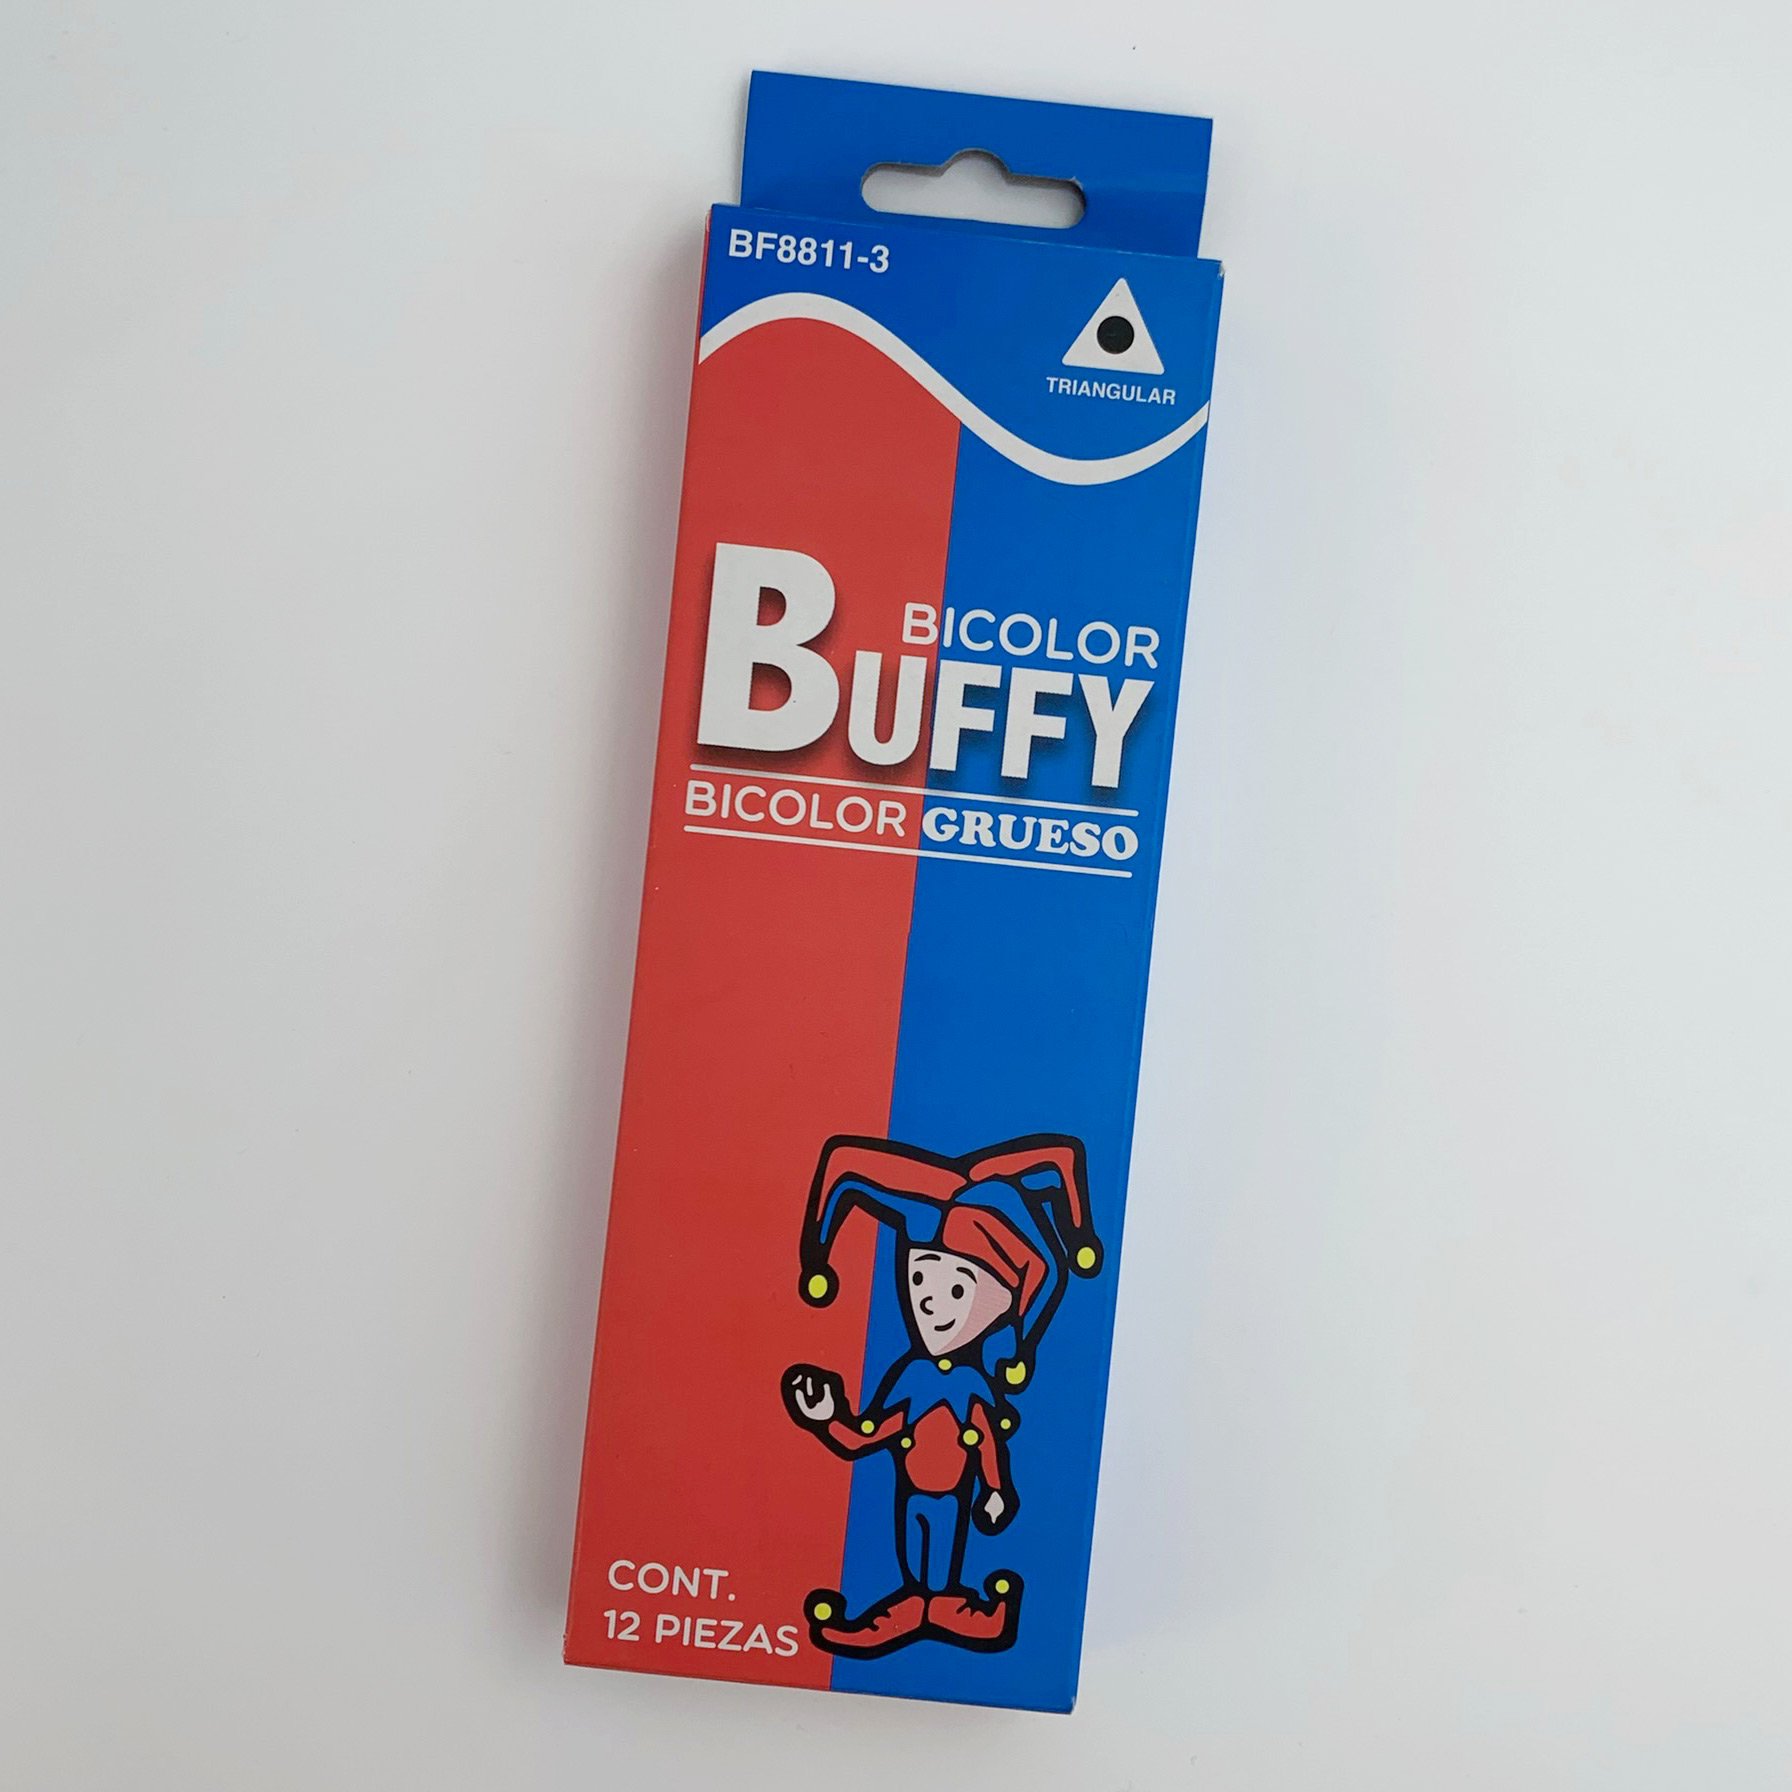 BF8811-3
TRIANGULAR
BICOLOR
BUFFY
BICOLOR GRUESO
CONT.
12 PIEZAS